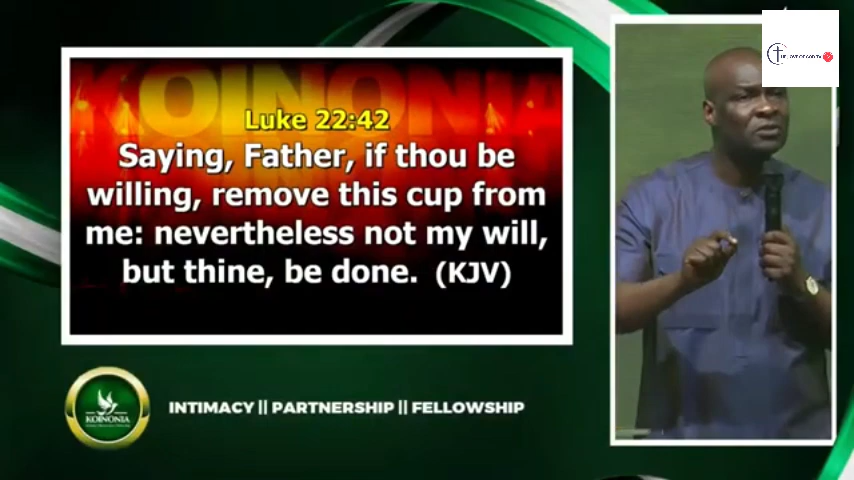 KOINONIA
Luke 22:42
Saying, Father, if thou be
willing, remove this cup from
me: nevertheless not my will,
but thine, be done. (KJV)
KOINONIA
INTIMACY || PARTNERSHIP || FELLOWSHIP